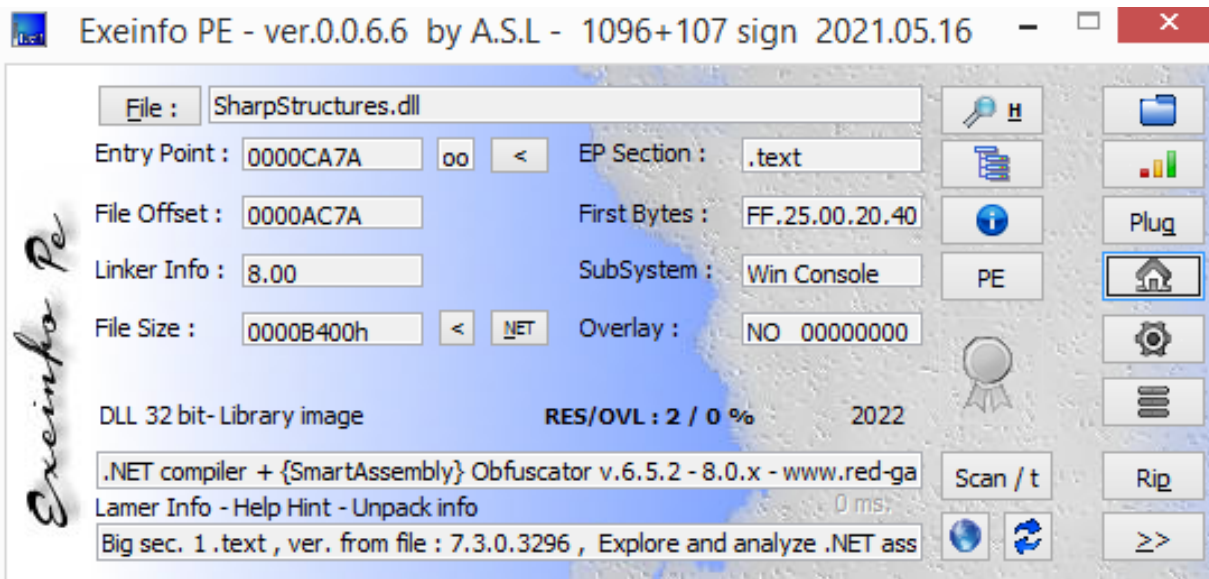 Exeinfo PE - ver.0.0.6.6 by A.S.L - 1096+107 sign 2021.05.16
File : SharpStructures.dll H
Entry Point : 0000CA7A oo < EP Section : .text
File Offset : 0000AC7A First Bytes : FF.25.00.20.40 Plug
Linker Info : 8.00 SubSystem : Win Console PE
File Size : 0000B400h < .NET Overlay : NO 00000000
DLL 32 bit- Library image RES/OVL : 2 / 0 % 2022
.NET compiler + {SmartAssembly} Obfuscator v.6.5.2 - 8.0.x - www.red-ga Scan / t Rip
Lamer Info - Help Hint - Unpack info 0 ms.
Big sec. 1 .text , ver. from file : 7.3.0.3296 , Explore and analyze .NET ass >>
Exeinfo Pe